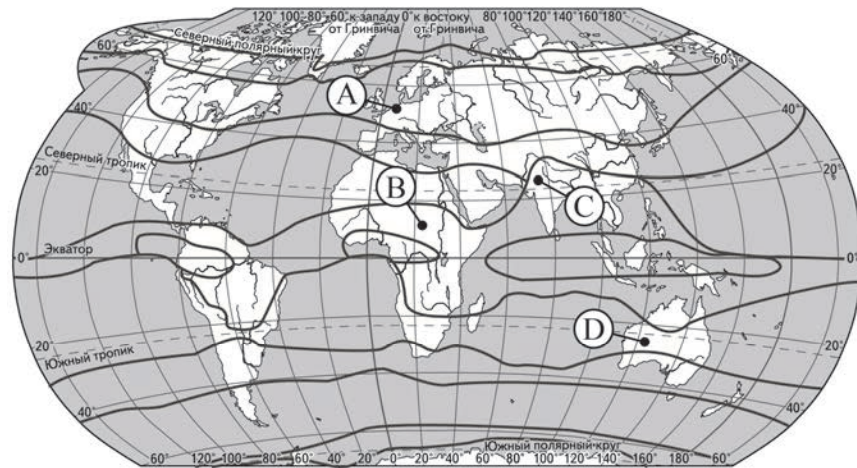 120° 100° 80° 60° к западу 0° к востоку 80° 100° 120° 140° 160° 180°
от Гринвича от Гринвича
Северный полярный круг
60° 60°
A
40° 40°
Северный тропик
20° 20°
B
C
Экватор
0° 0°
D
20° 20°
Южный тропик
40° 40°
Южный полярный круг
60° 120° 100° 80° 60° 40° 20° 0 20° 40° 60° 80° 100° 120° 140° 160° 180 60°